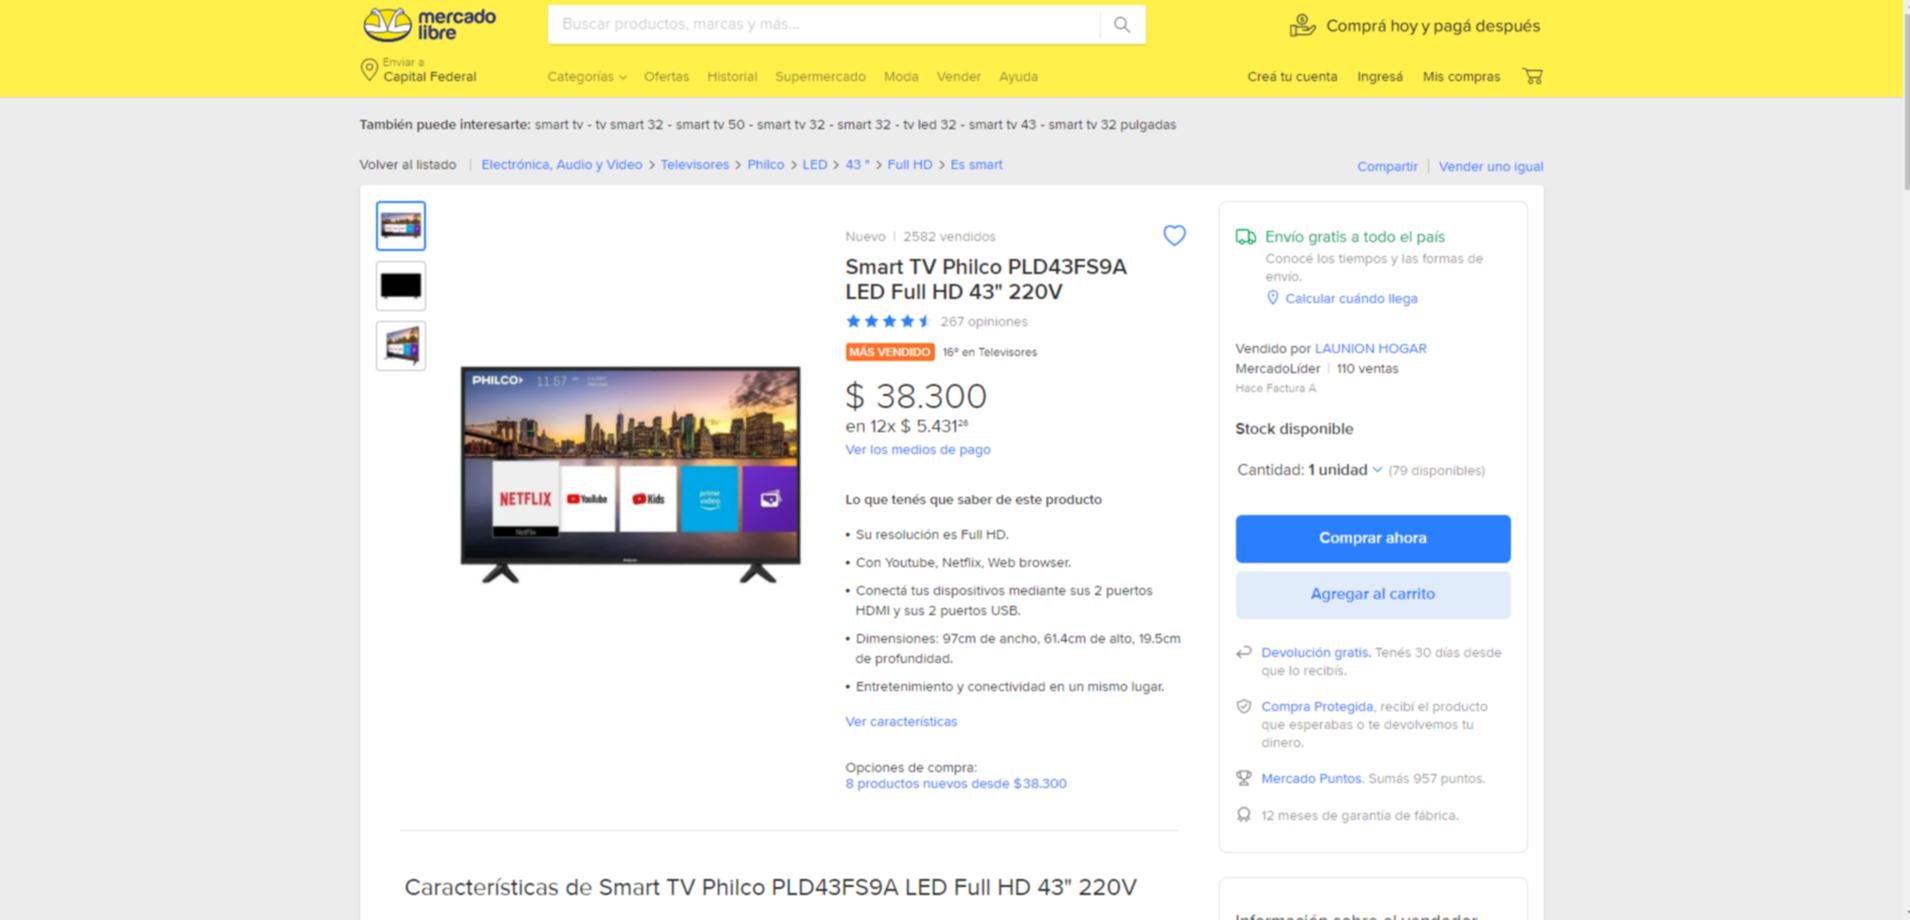 mercado
libre
Buscar productos, marcas y más...
Comprá hoy y pagá después
Enviar a
Capital Federal
Categorías
Ofertas
Historial
Supermercado
Moda
Vender
Ayuda
Creá tu cuenta
Ingresá
Mis compras
También puede interesarte: smart tv - tv smart 32 - smart tv 50 - smart tv 32 - smart 32 - tv led 32 - smart tv 43 - smart tv 32 pulgadas
Volver al listado | Electrónica, Audio y Video > Televisores > Philco > LED > 43 " > Full HD > Es smart
Compartir | Vender uno igual
PHILCO
11:57
NETFLIX
Netflix
YouTube
Kids
prime
video
Nuevo | 2582 vendidos
Smart TV Philco PLD43FS9A
LED Full HD 43" 220V
267 opiniones
MÁS VENDIDO 16º en Televisores
$ 38.300
en 12x $ 5.431²⁸
Ver los medios de pago
Lo que tenés que saber de este producto
• Su resolución es Full HD.
• Con Youtube, Netflix, Web browser.
• Conectá tus dispositivos mediante sus 2 puertos
HDMI y sus 2 puertos USB.
• Dimensiones: 97cm de ancho, 61.4cm de alto, 19.5cm
de profundidad.
• Entretenimiento y conectividad en un mismo lugar.
Ver características
Opciones de compra:
8 productos nuevos desde $38.300
Envío gratis a todo el país
Conocé los tiempos y las formas de
envío.
Calcular cuándo llega
Vendido por LAUNION HOGAR
MercadoLíder | 110 ventas
Hace Factura A
Stock disponible
Cantidad: 1 unidad (79 disponibles)
Comprar ahora
Agregar al carrito
Devolución gratis. Tenés 30 días desde
que lo recibís.
Compra Protegida, recibí el producto
que esperabas o te devolvemos tu
dinero.
Mercado Puntos. Sumás 957 puntos.
12 meses de garantía de fábrica.
Características de Smart TV Philco PLD43FS9A LED Full HD 43" 220V
Información sobre el vendedor